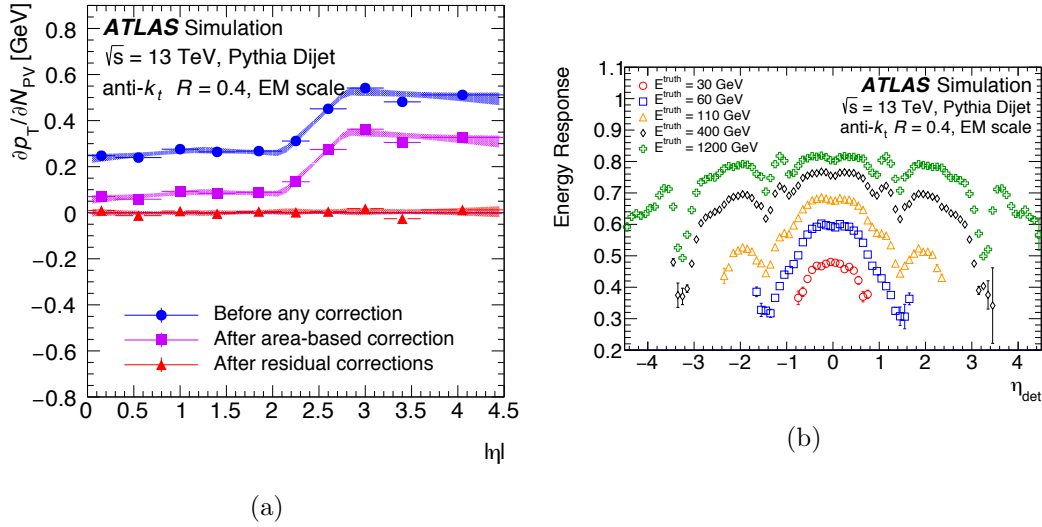 ATLAS Simulation
√s = 13 TeV, Pythia Dijet
anti-kt R = 0.4, EM scale
∂pT/∂NPV [GeV]
0.8
0.6
0.4
0.2
0
−0.2
−0.4
−0.6
−0.8
Before any correction
After area-based correction
After residual corrections
0 0.5 1 1.5 2 2.5 3 3.5 4 4.5
|η|
(a)
Energy Response
1.1
1
0.9
0.8
0.7
0.6
0.5
0.4
0.3
0.2
E^truth = 30 GeV
E^truth = 60 GeV
E^truth = 110 GeV
E^truth = 400 GeV
E^truth = 1200 GeV
ATLAS Simulation
√s = 13 TeV, Pythia Dijet
anti-kt R = 0.4, EM scale
−4 −3 −2 −1 0 1 2 3 4
ηdet
(b)